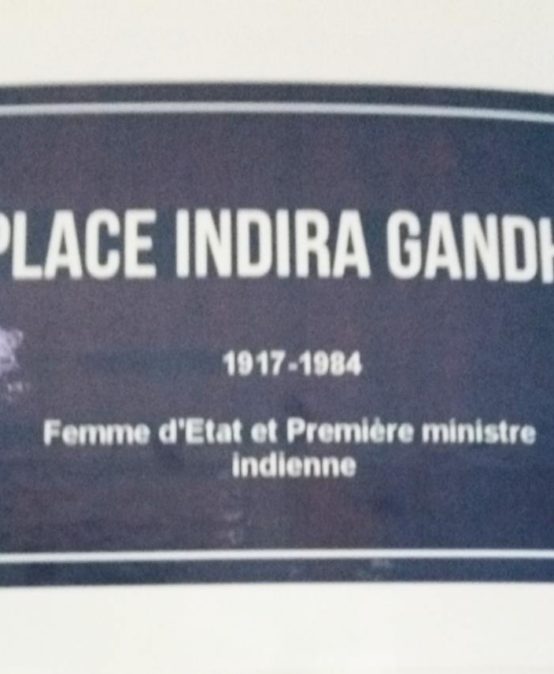 PLACE INDIRA GANDH
1917-1984
Femme d'Etat et Première ministre
indienne